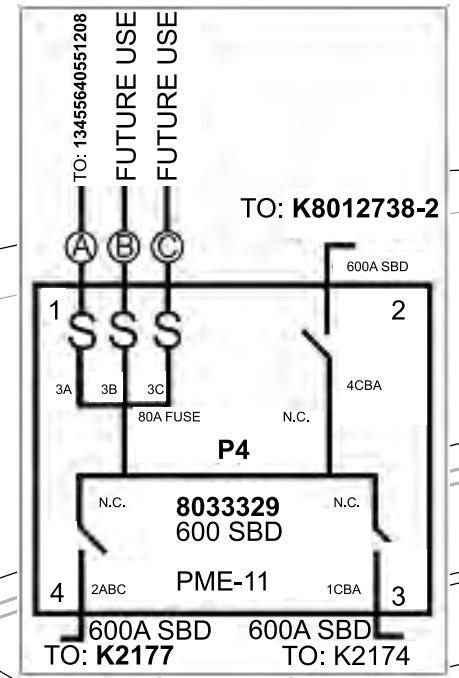 TO: 13455640551208
FUTURE USE
FUTURE USE
A B C
TO: K8012738-2
600A SBD
1
2
S S S
3A 3B 3C
4CBA
80A FUSE
N.C.
P4
N.C.
N.C.
8033329
600 SBD
PME-11
4
2ABC
1CBA
3
600A SBD
600A SBD
TO: K2177
TO: K2174